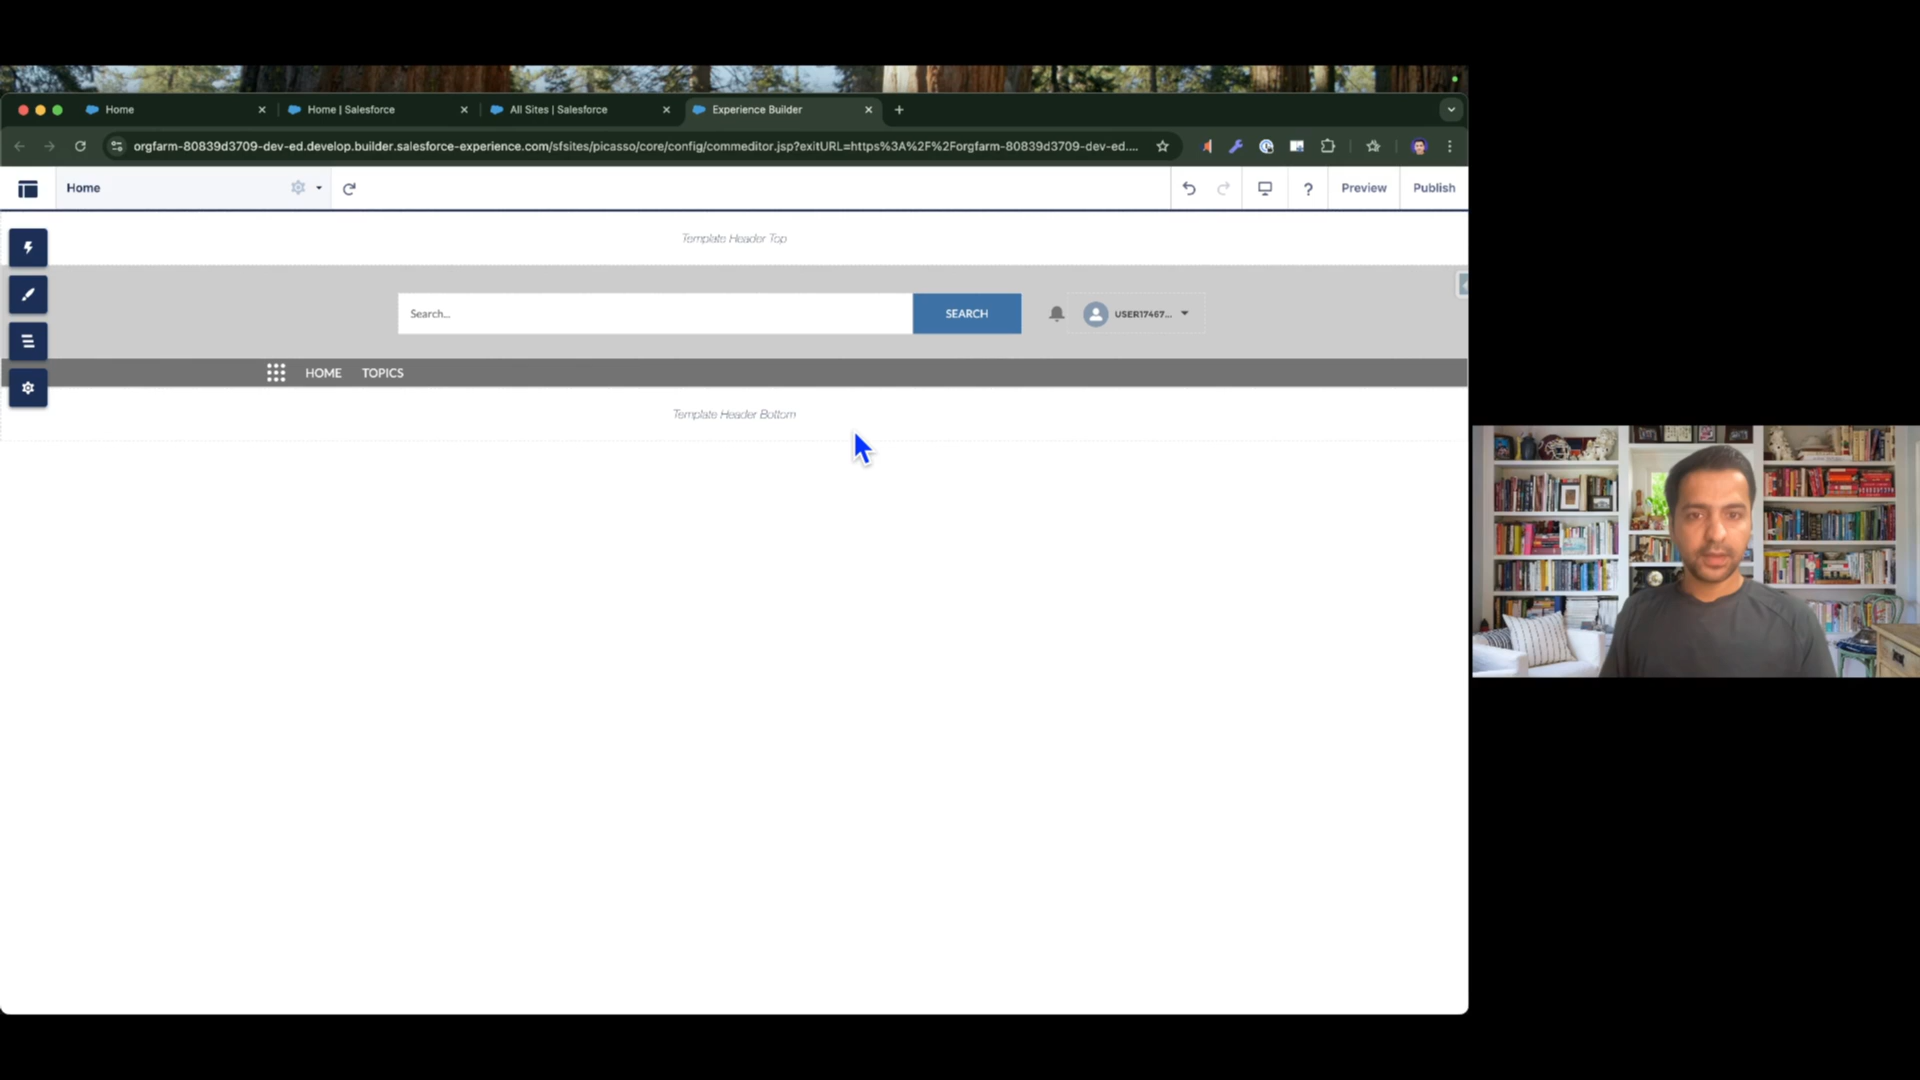 Home
Home | Salesforce
All Sites | Salesforce
Experience Builder
orgfarm-80839d3709-dev-ed.develop.builder.salesforce-experience.com/sfsites/picasso/core/config/commeditor.jsp?exitURL=https%3A%2F%2Forgfarm-80839d3709-dev-ed....
Home
?
Preview
Publish
Template Header Top
Search...
SEARCH
USER17467...
HOME
TOPICS
Template Header Bottom